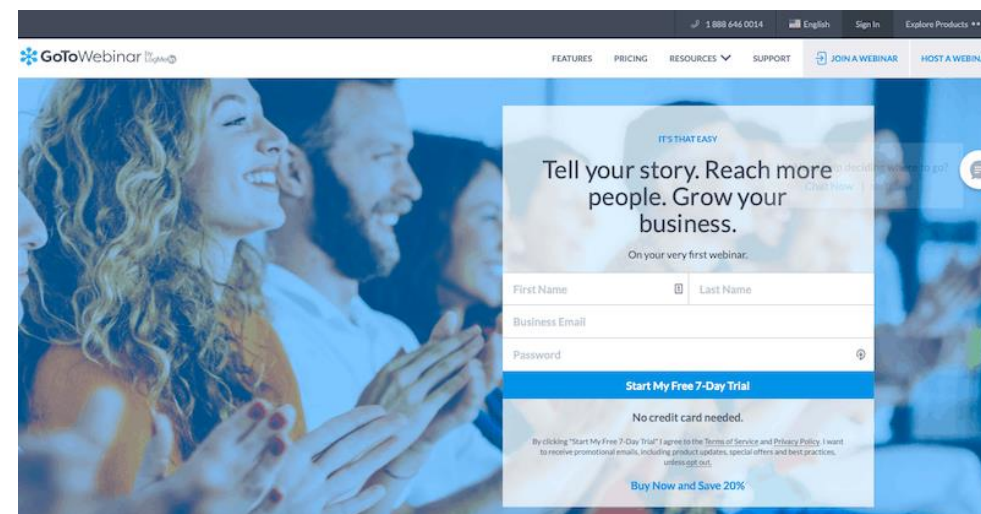 1 888 646 0014 English Sign In Explore Products
GoToWebinar by LogMeIn
FEATURES PRICING RESOURCES SUPPORT JOIN A WEBINAR HOST A
IT'S THAT EASY
Tell your story. Reach more
people. Grow your
business.
On your very first webinar.
to go?
Chat Now
First Name Last Name
Business Email
Password
Start My Free 7-Day Trial
No credit card needed.
By clicking "Start My Free 7-Day Trial" I agree to the Terms of Service and Privacy Policy. I want
to receive promotional emails, including product updates, special offers and best practices,
unless opt out.
Buy Now and Save 20%